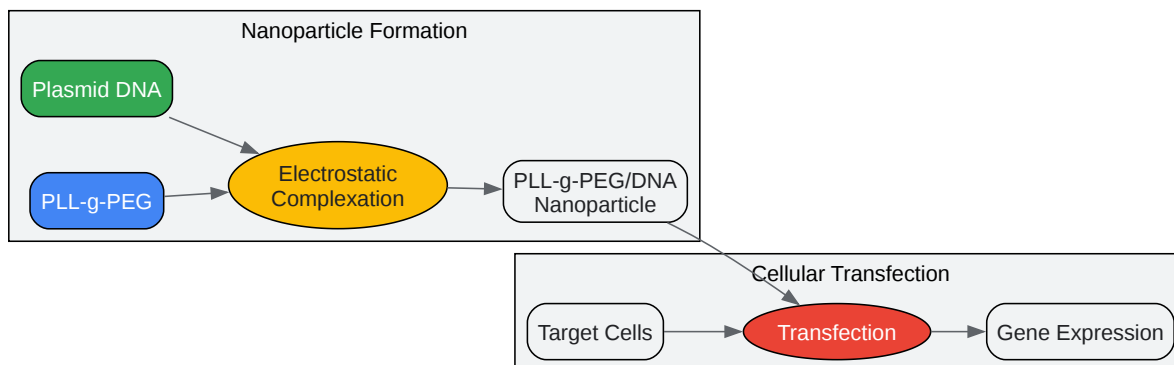 Nanoparticle Formation
Plasmid DNA
PLL-g-PEG
Electrostatic
Complexation
PLL-g-PEG/DNA
Nanoparticle
Cellular Transfection
Target Cells
Transfection
Gene Expression